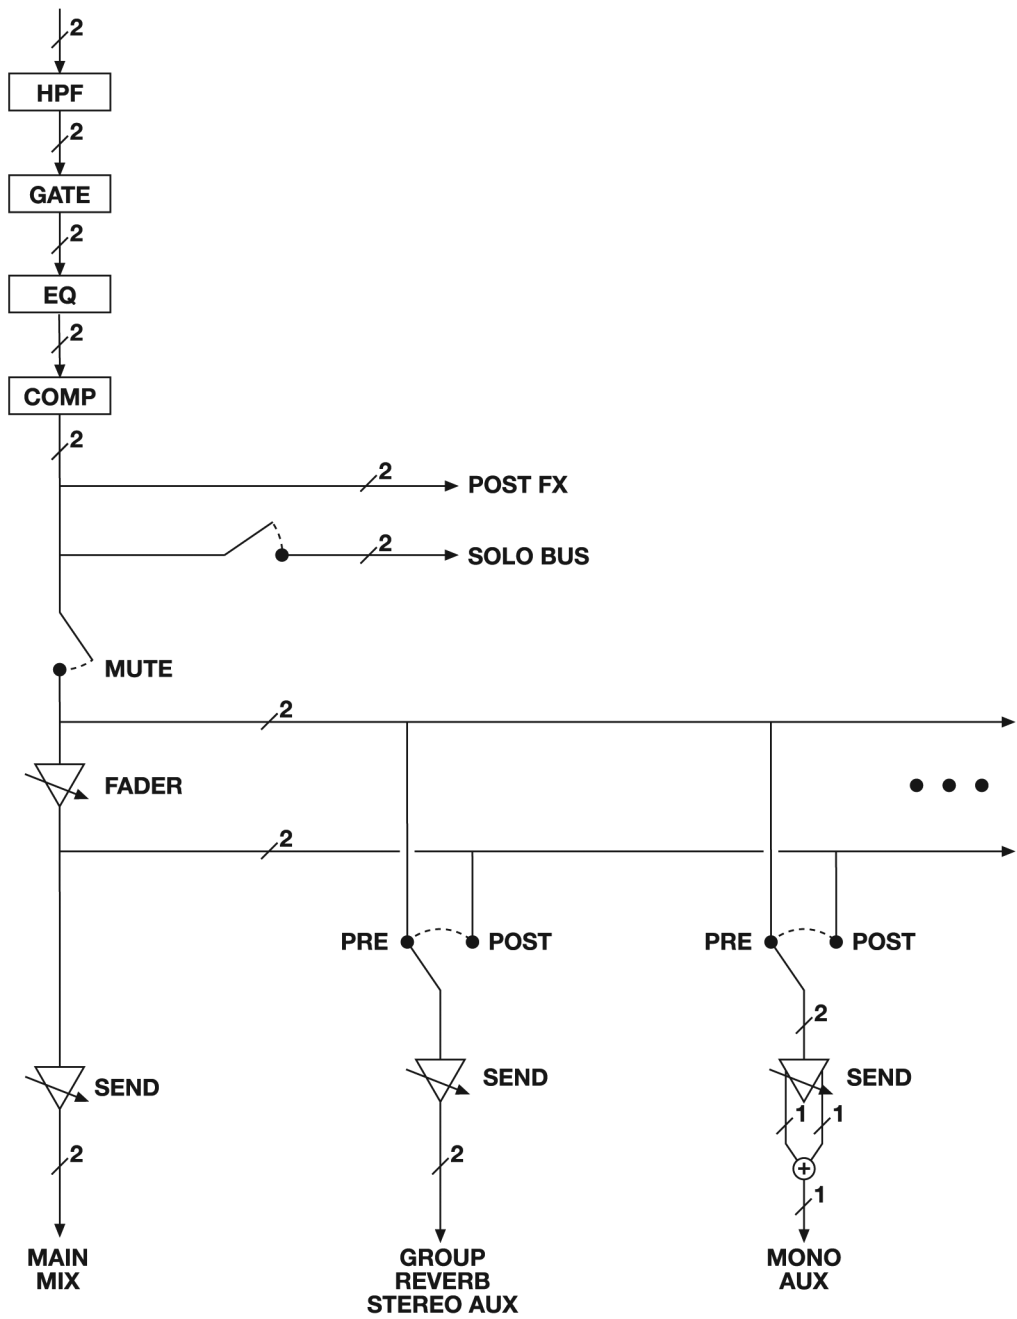 2
HPF
2
GATE
2
EQ
2
COMP
2
2
POST FX
2
SOLO BUS
MUTE
2
FADER
2
PRE
POST
PRE
POST
2
SEND
SEND
SEND
1
1
2
2
1
MAIN
MIX
GROUP
REVERB
STEREO AUX
MONO
AUX